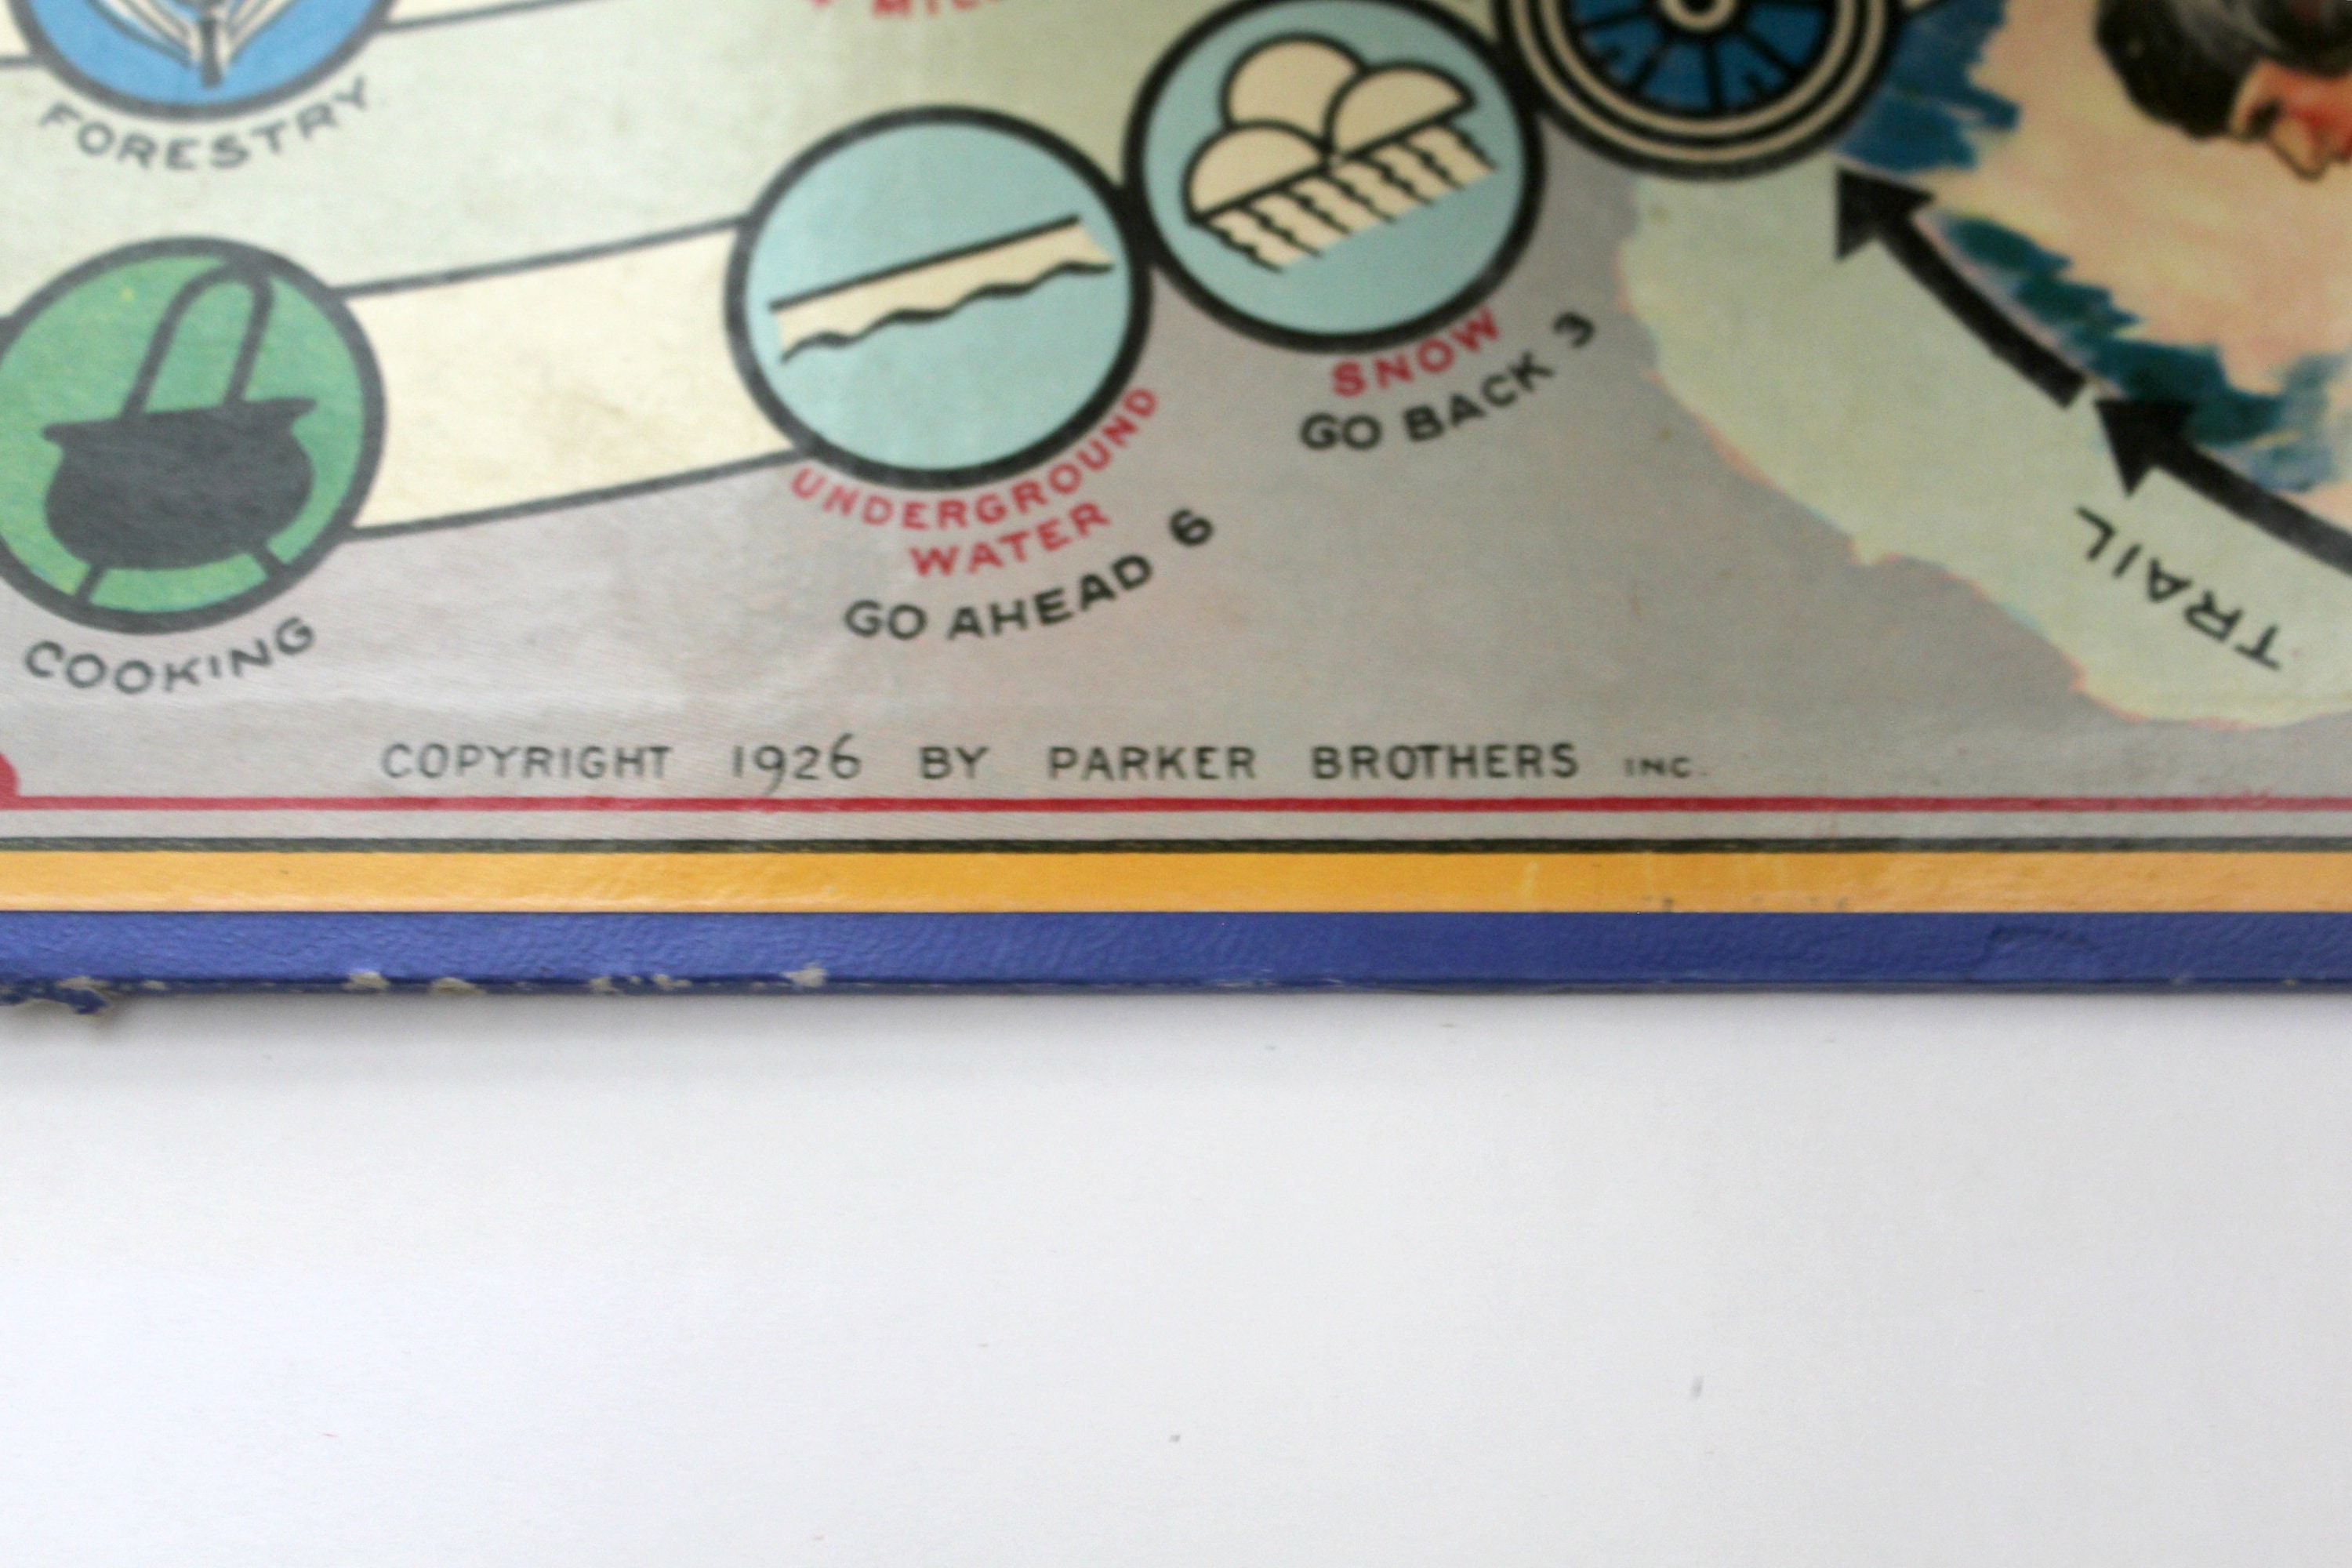 FORESTRY
SNOW
GO BACK 3
UNDERGROUND
WATER
GO AHEAD 6
TRAIL
COOKING
COPYRIGHT 1926 BY PARKER BROTHERS INC.